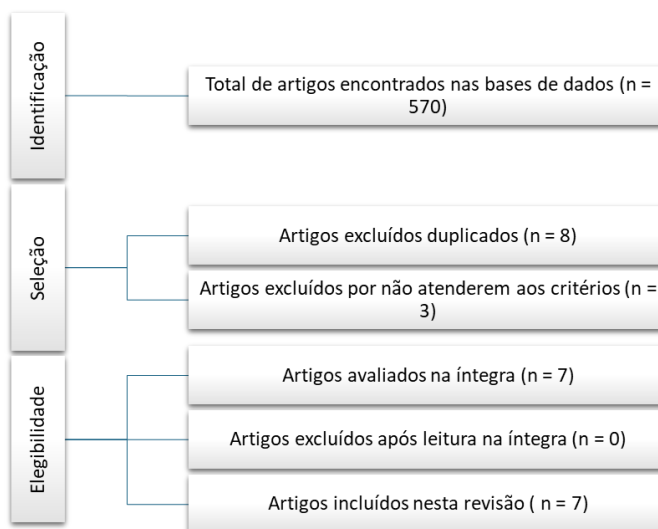 Identificação
Total de artigos encontrados nas bases de dados (n =
570)
Seleção
Artigos excluídos duplicados (n = 8)
Artigos excluídos por não atenderem aos critérios (n =
3)
Elegibilidade
Artigos avaliados na íntegra (n = 7)
Artigos excluídos após leitura na íntegra (n = 0)
Artigos incluídos nesta revisão ( n = 7)